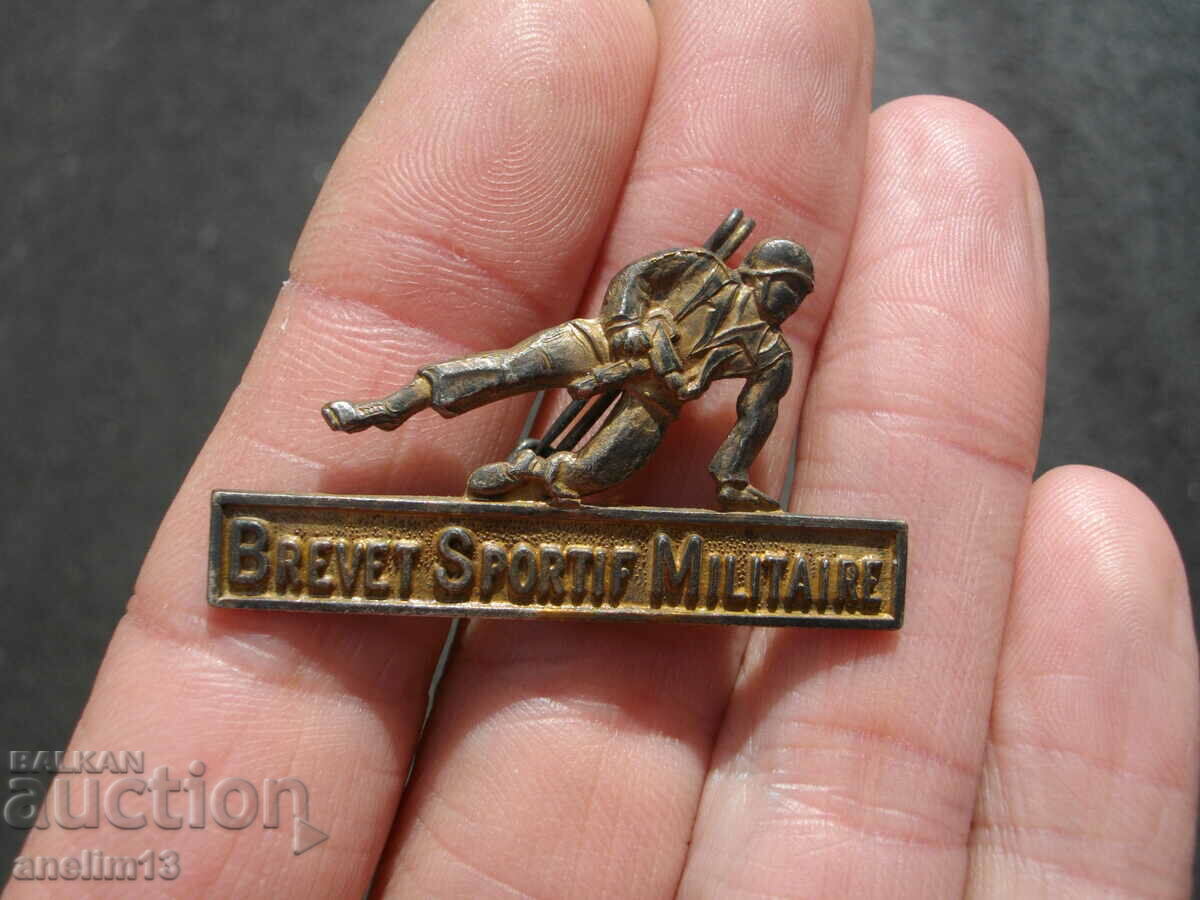 BREVET SPORTIF MILITAIRE
BALKAN
auction
anelim13